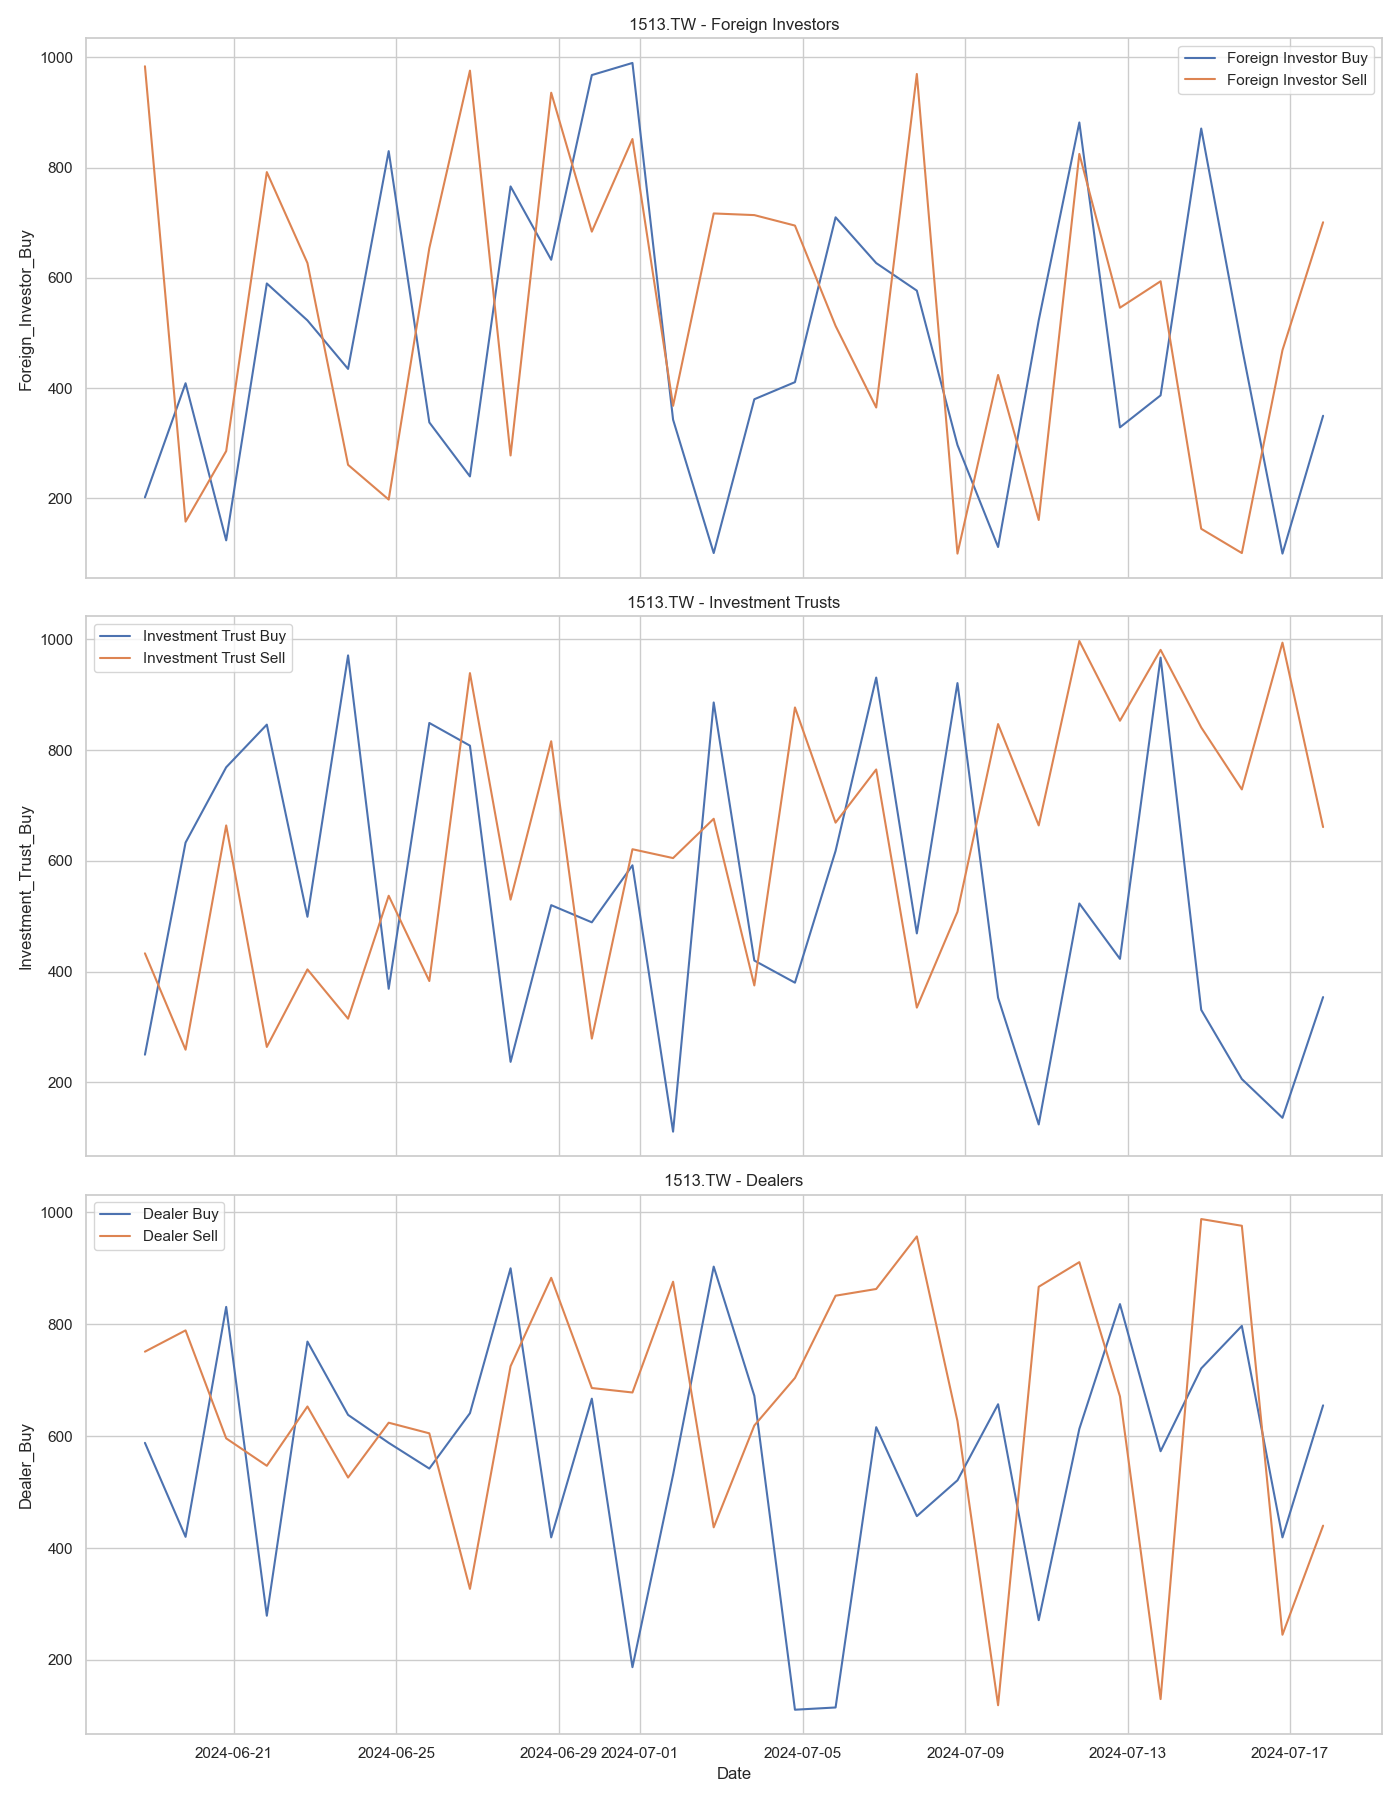 1513.TW - Foreign Investors
Foreign_Investor_Buy
1000
800
600
400
200
Foreign Investor Buy
Foreign Investor Sell
1513.TW - Investment Trusts
Investment_Trust_Buy
1000
800
600
400
200
Investment Trust Buy
Investment Trust Sell
1513.TW - Dealers
Dealer_Buy
1000
800
600
400
200
Dealer Buy
Dealer Sell
2024-06-21 2024-06-25 2024-06-29 2024-07-01 2024-07-05 2024-07-09 2024-07-13 2024-07-17
Date